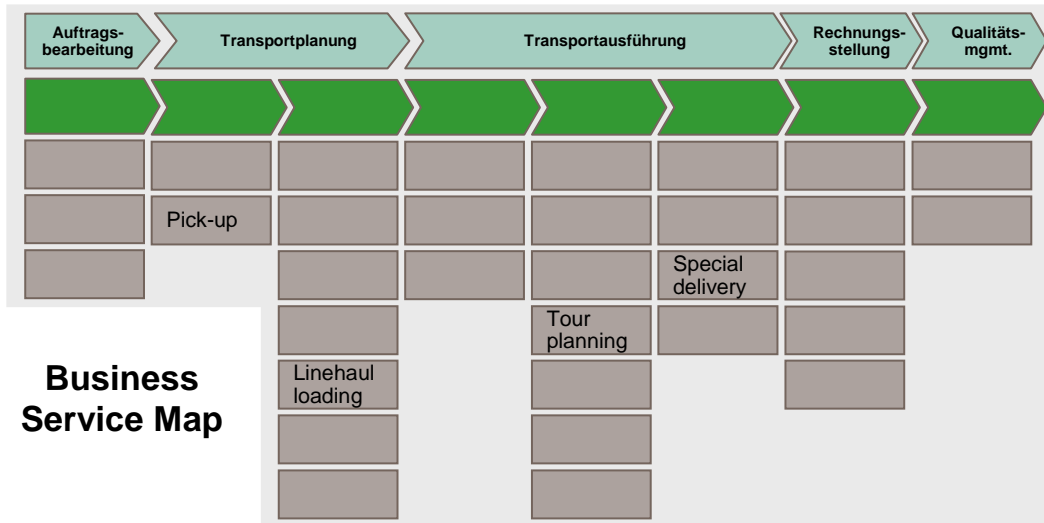 Auftrags-
bearbeitung
Transportplanung
Transportausführung
Rechnungs-
stellung
Qualitäts-
mgmt.
Pick-up
Special
delivery
Tour
planning
Linehaul
loading
Business
Service Map